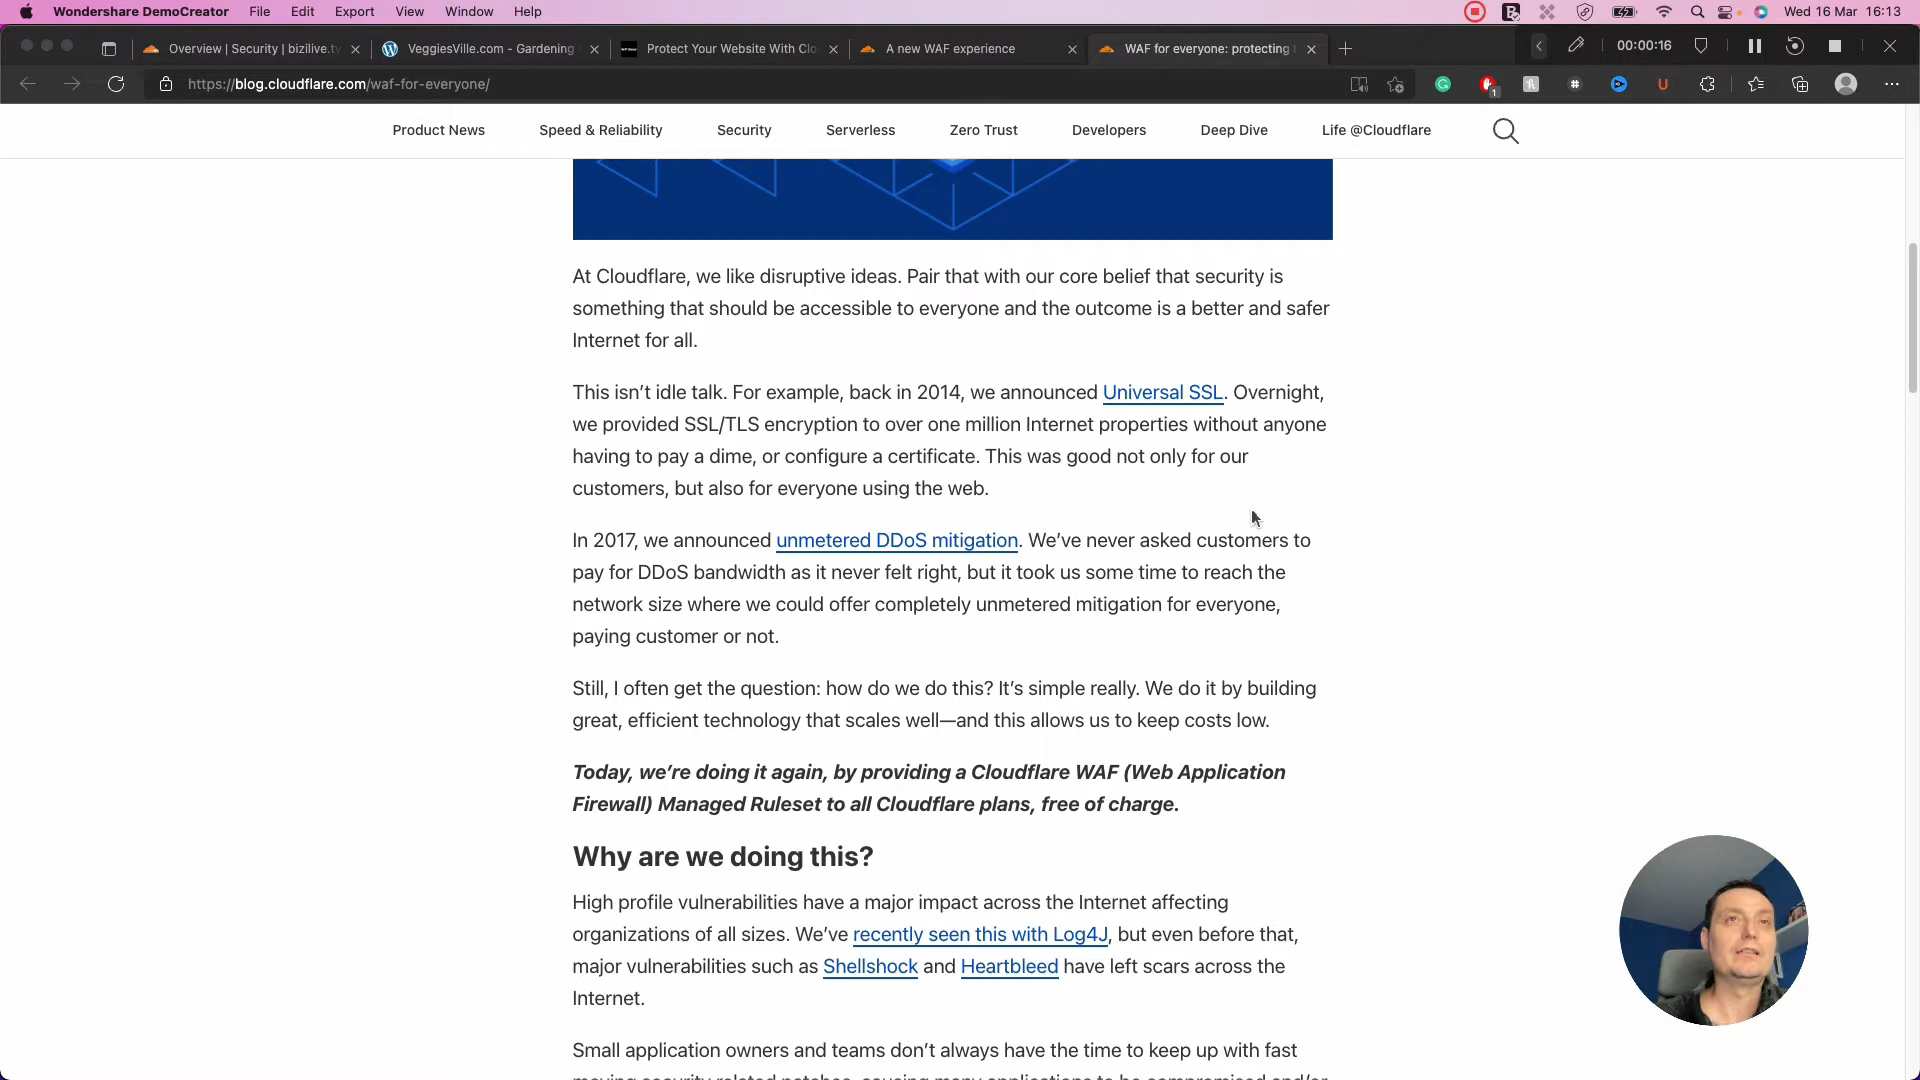 Wondershare DemoCreator File Edit Export View Window Help Wed 16 Mar 16:13
Overview | Security | bizilive.tv VeggiesVille.com - Gardening Protect Your Website With Clo A new WAF experience WAF for everyone: protecting 00:00:16
https://blog.cloudflare.com/waf-for-everyone/
Product News Speed & Reliability Security Serverless Zero Trust Developers Deep Dive Life @Cloudflare
At Cloudflare, we like disruptive ideas. Pair that with our core belief that security is
something that should be accessible to everyone and the outcome is a better and safer
Internet for all.
This isn’t idle talk. For example, back in 2014, we announced Universal SSL. Overnight,
we provided SSL/TLS encryption to over one million Internet properties without anyone
having to pay a dime, or configure a certificate. This was good not only for our
customers, but also for everyone using the web.
In 2017, we announced unmetered DDoS mitigation. We’ve never asked customers to
pay for DDoS bandwidth as it never felt right, but it took us some time to reach the
network size where we could offer completely unmetered mitigation for everyone,
paying customer or not.
Still, I often get the question: how do we do this? It’s simple really. We do it by building
great, efficient technology that scales well—and this allows us to keep costs low.
Today, we’re doing it again, by providing a Cloudflare WAF (Web Application
Firewall) Managed Ruleset to all Cloudflare plans, free of charge.
Why are we doing this?
High profile vulnerabilities have a major impact across the Internet affecting
organizations of all sizes. We’ve recently seen this with Log4J, but even before that,
major vulnerabilities such as Shellshock and Heartbleed have left scars across the
Internet.
Small application owners and teams don’t always have the time to keep up with fast
moving security related patches, causing many applications to be compromised and/or